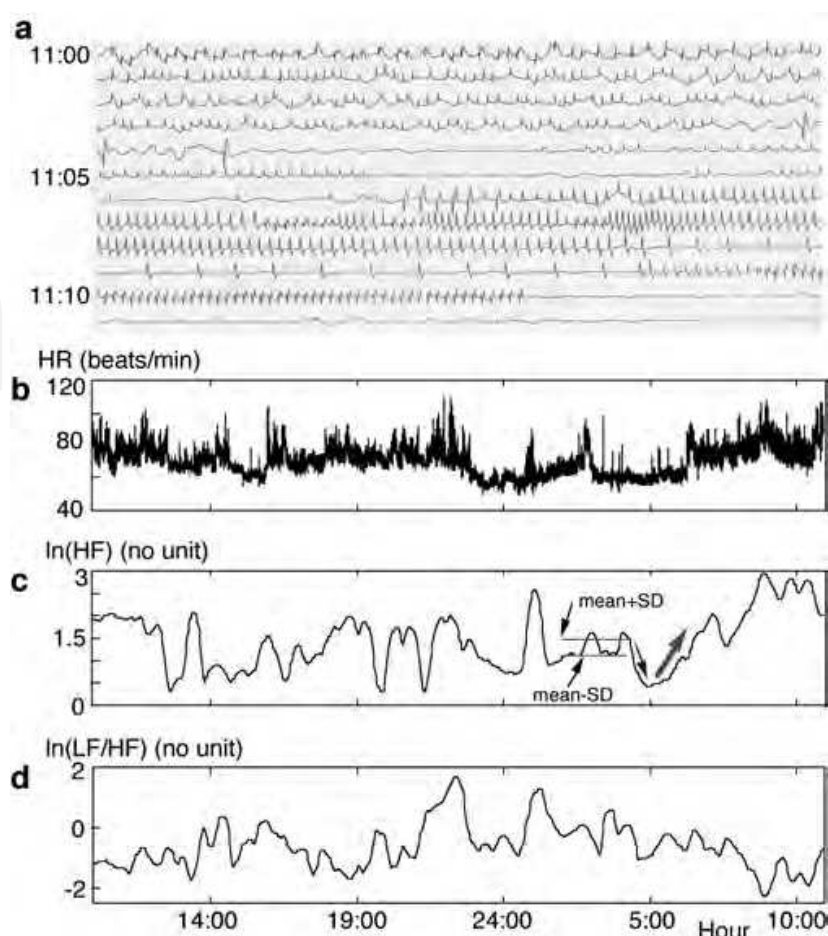 a
11:00
11:05
11:10
HR (beats/min)
b
120
80
40
ln(HF) (no unit)
c
3
mean+SD
1.5
mean-SD
0
ln(LF/HF) (no unit)
d
2
0
-2
14:00 19:00 24:00 5:00 Hour 10:00